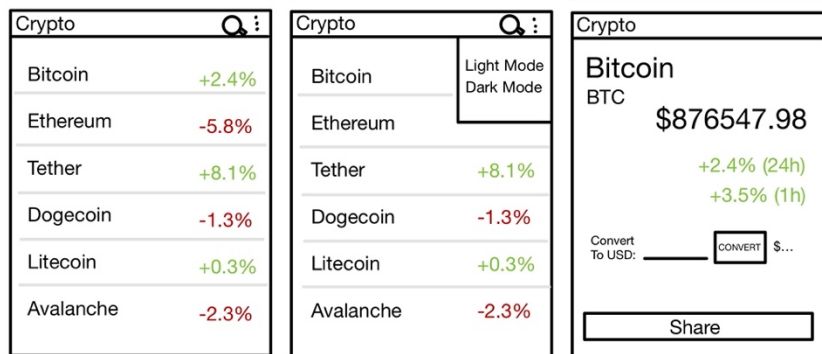 Crypto
Bitcoin +2.4%
Ethereum -5.8%
Tether +8.1%
Dogecoin -1.3%
Litecoin +0.3%
Avalanche -2.3%
Crypto
Light Mode
Dark Mode
Bitcoin
Ethereum
Tether +8.1%
Dogecoin -1.3%
Litecoin +0.3%
Avalanche -2.3%
Crypto
Bitcoin
BTC
$876547.98
+2.4% (24h)
+3.5% (1h)
Convert
To USD: CONVERT $...
Share